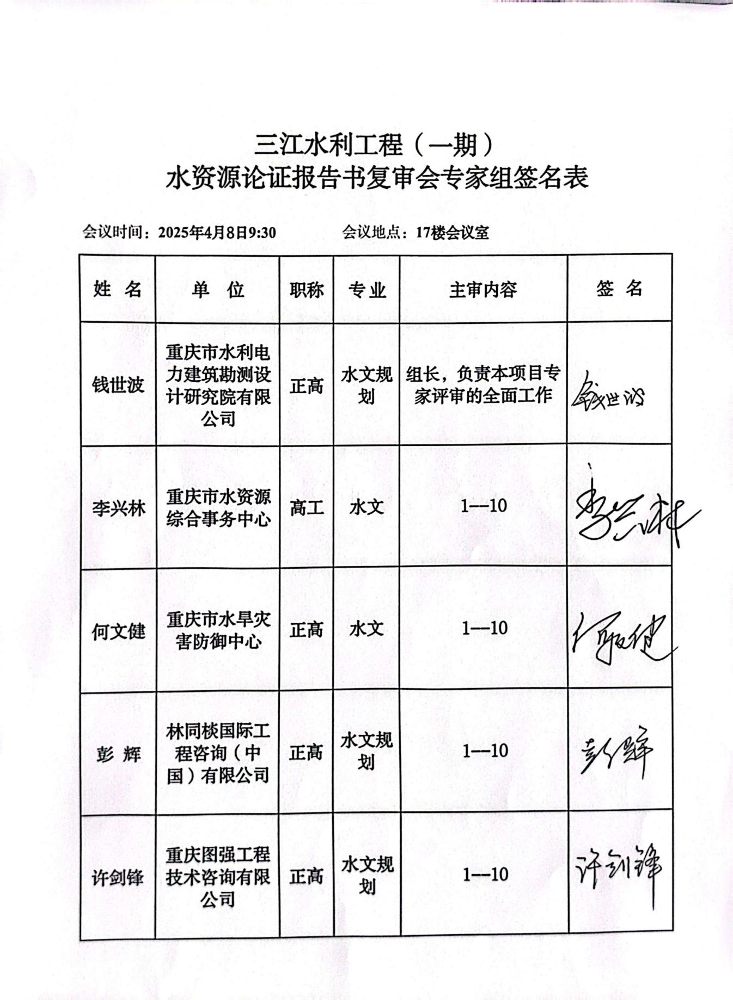 三江水利工程（一期）
水资源论证报告书复审会专家组签名表
会议时间：2025年4月8日9:30 会议地点：17楼会议室
姓 名 单 位 职称 专业 主审内容 签 名
钱世波
重庆市水利电
力建筑勘测设
计研究院有限
公司
正高
水文规
划
组长，负责本项目专
家评审的全面工作
钱世波
李兴林
重庆市水资源
综合事务中心
高工
水文
1—10
李兴林
何文健
重庆市水旱灾
害防御中心
正高
水文
1—10
何文健
彭 辉
林同棪国际工
程咨询（中
国）有限公司
正高
水文规
划
1—10
彭辉
许剑锋
重庆图强工程
技术咨询有限
公司
正高
水文规
划
1—10
许剑锋